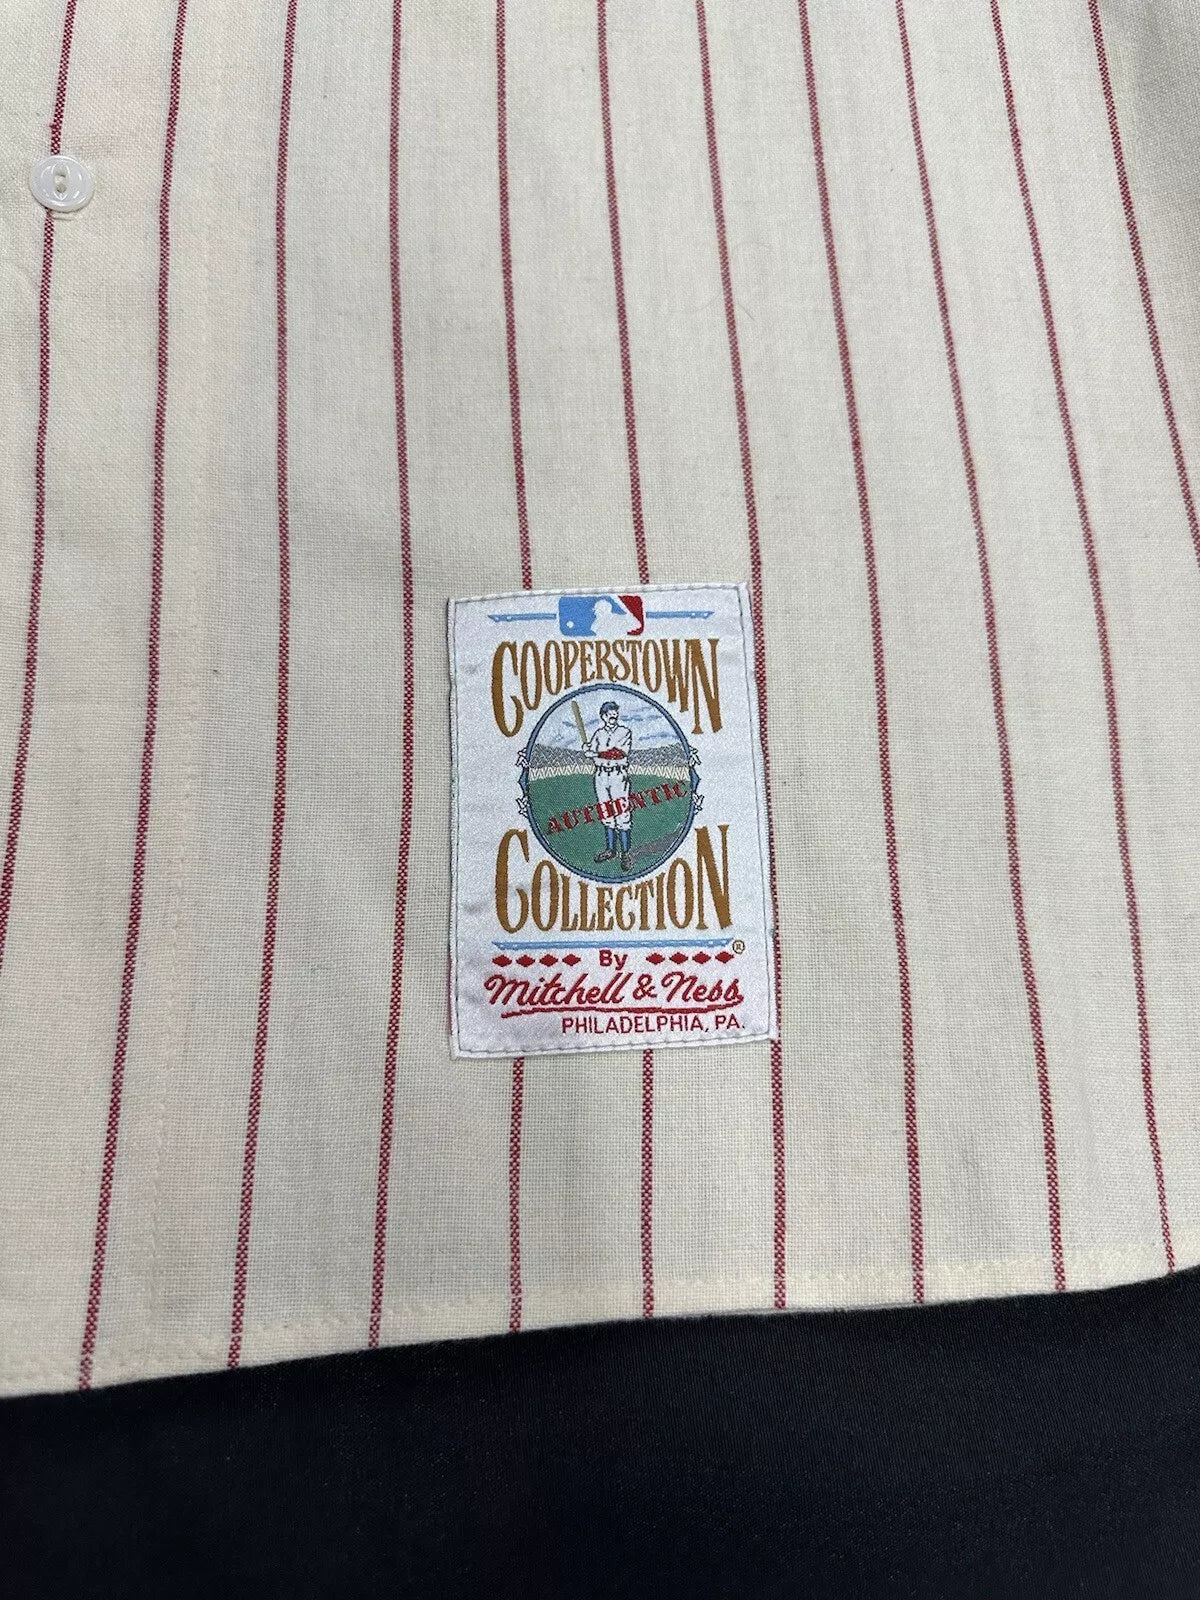 COOPERSTOWN
AUTHENTIC
COLLECTION
®
By
Mitchell & Ness
PHILADELPHIA, PA.